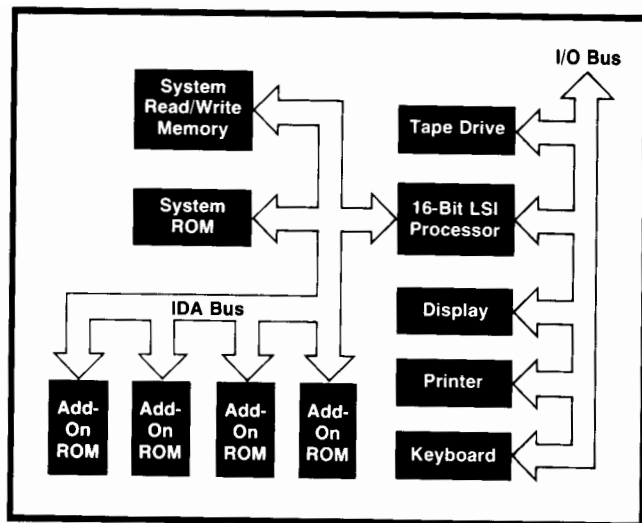 I/O Bus
System
Read/Write
Memory
Tape Drive
System
ROM
16-Bit LSI
Processor
IDA Bus
Display
Printer
Keyboard
Add-
On
ROM
Add-
On
ROM
Add-
On
ROM
Add-
On
ROM